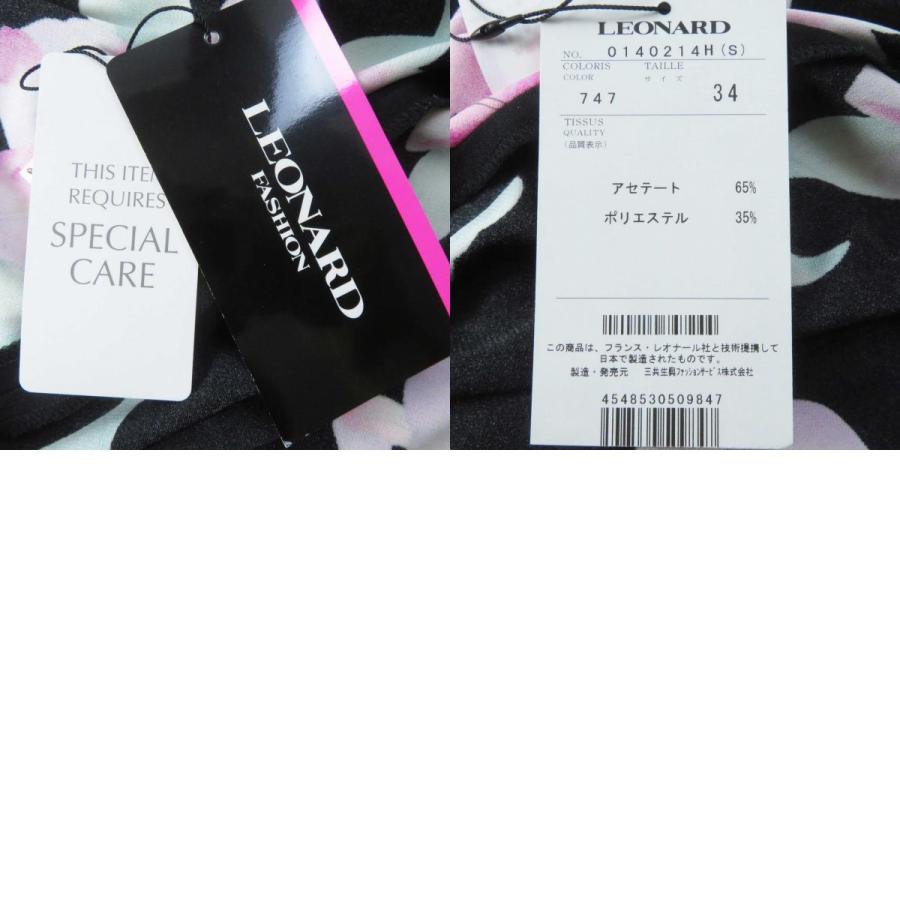 THIS ITEM
REQUIRES
SPECIAL
CARE
LEONARD
FASHION
LEONARD
NO. 0140214H(S)
COLORIS TAILLE
COLOR サイズ
747 34
TISSUS
QUALITY
(品質表示)
アセテート 65%
ポリエステル 35%
この商品は、フランス・レオナール社と技術提携して
日本で製造されたものです。
製造・発売元 三共生興ファッションサービス株式会社
4548530509847